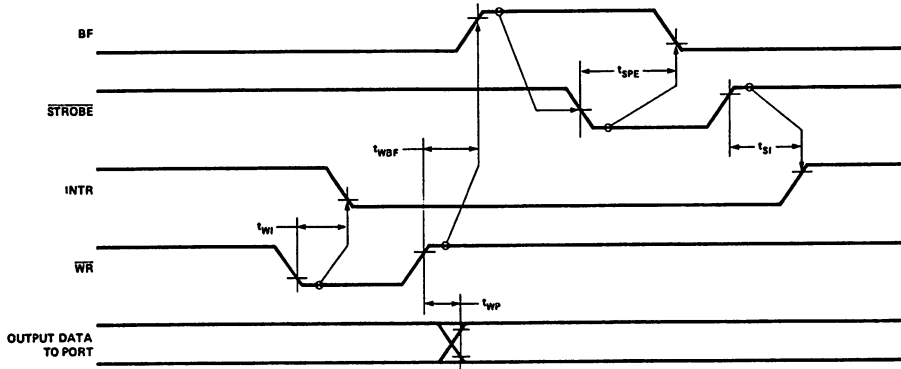 BF
t_SPE
STROBE
t_WBF
t_SI
INTR
t_WI
WR
t_WP
OUTPUT DATA
TO PORT